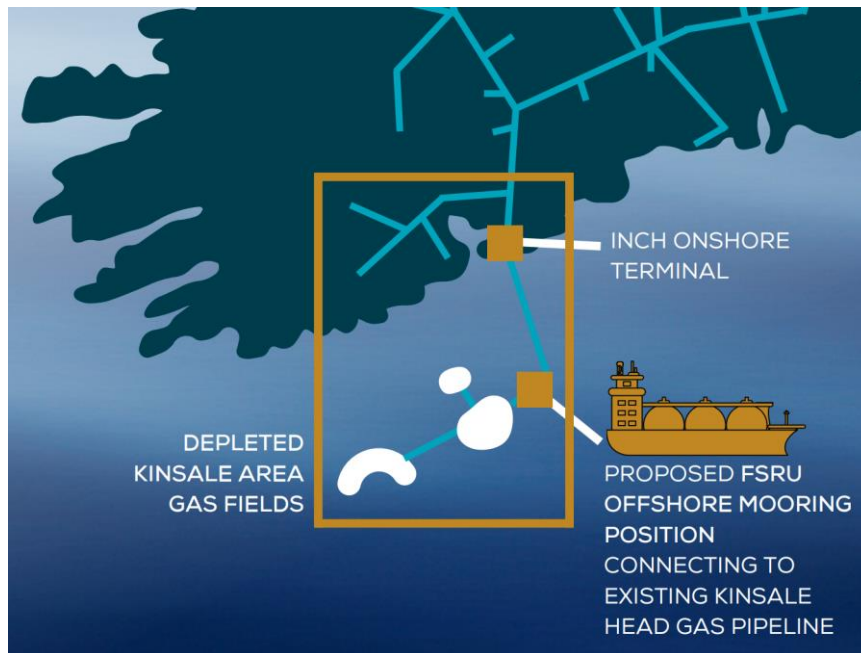 INCH ONSHORE
TERMINAL
DEPLETED
KINSALE AREA
GAS FIELDS
PROPOSED FSRU
OFFSHORE MOORING
POSITION
CONNECTING TO
EXISTING KINSALE
HEAD GAS PIPELINE